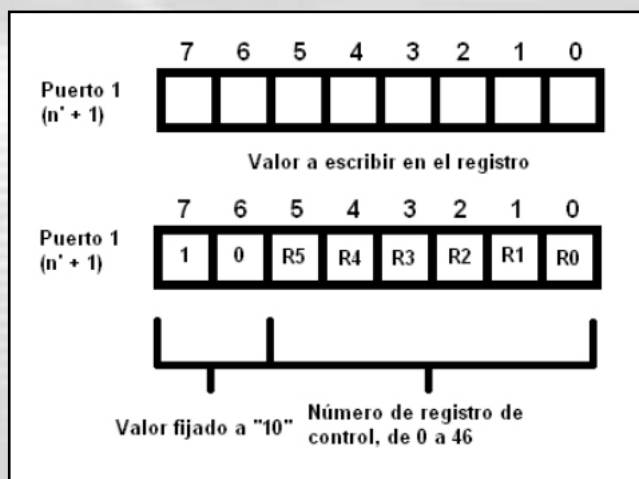 7 6 5 4 3 2 1 0
Puerto 1
(n' + 1)
Valor a escribir en el registro
7 6 5 4 3 2 1 0
Puerto 1
(n' + 1)
1 0 R5 R4 R3 R2 R1 R0
Valor fijado a "10"
Número de registro de
control, de 0 a 46